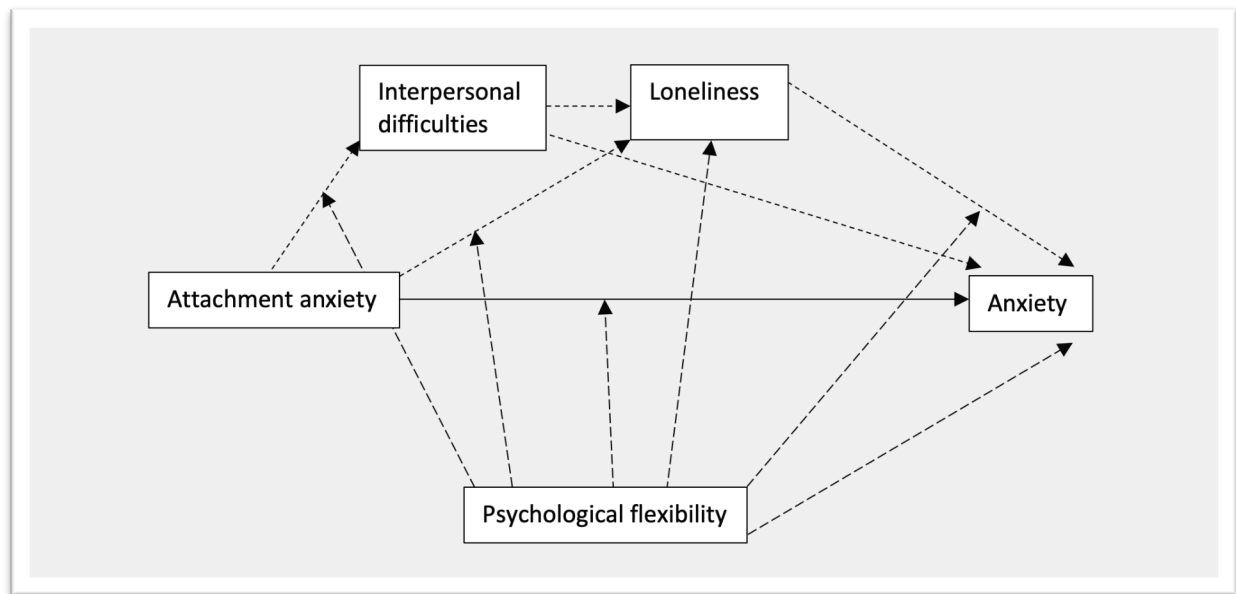 Interpersonal
difficulties
Loneliness
Attachment anxiety
Anxiety
Psychological flexibility